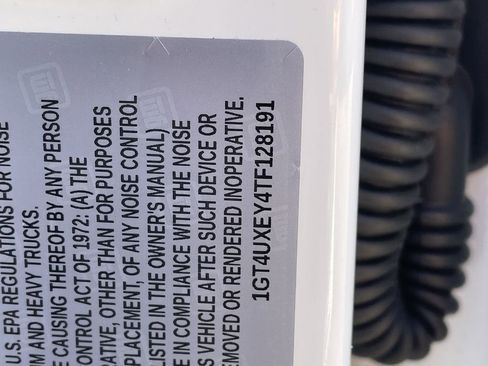 U.S. EPA REGULATIONS FOR NOISE
UM AND HEAVY TRUCKS.
E CAUSING THEREOF BY ANY PERSON
ONTROL ACT OF 1972: (A) THE
RATIVE, OTHER THAN FOR PURPOSES
PLACEMENT, OF ANY NOISE CONTROL
LISTED IN THE OWNER'S MANUAL)
E IN COMPLIANCE WITH THE NOISE
S VEHICLE AFTER SUCH DEVICE OR
EMOVED OR RENDERED INOPERATIVE.
1GT4UXEY4TF128191